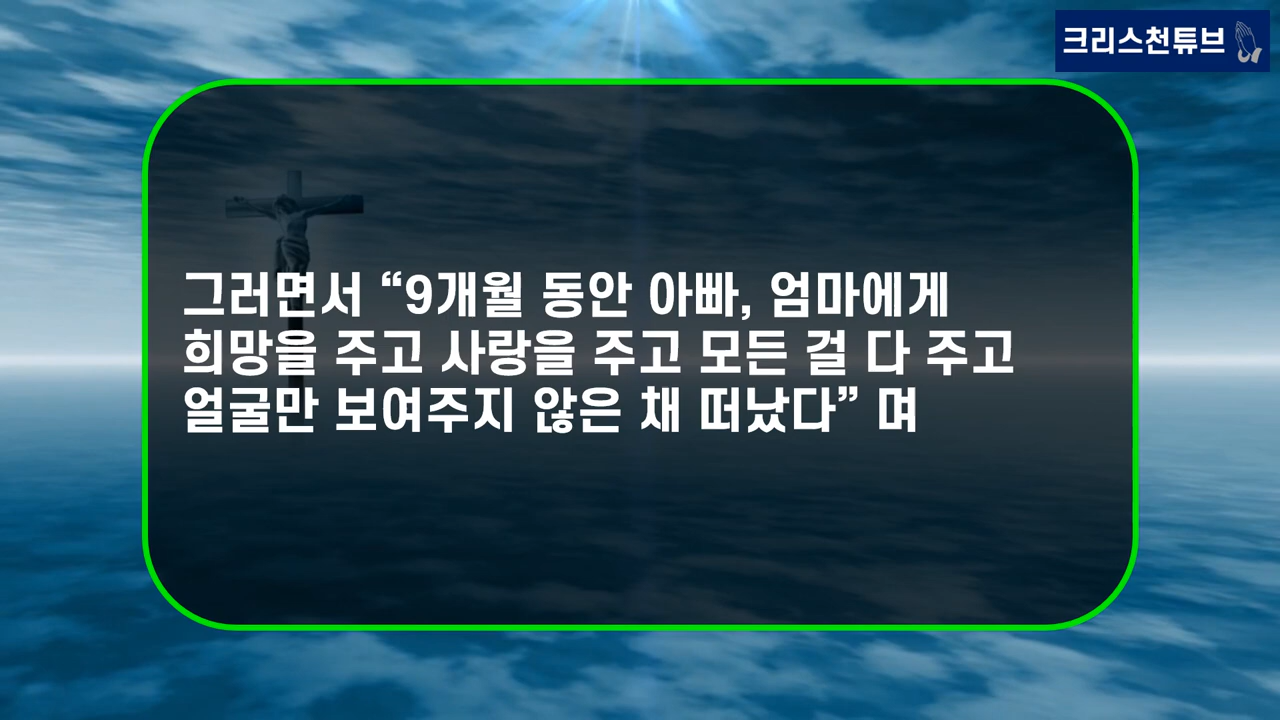 크리스천튜브
그러면서 “9개월 동안 아빠, 엄마에게
희망을 주고 사랑을 주고 모든 걸 다 주고
얼굴만 보여주지 않은 채 떠났다” 며